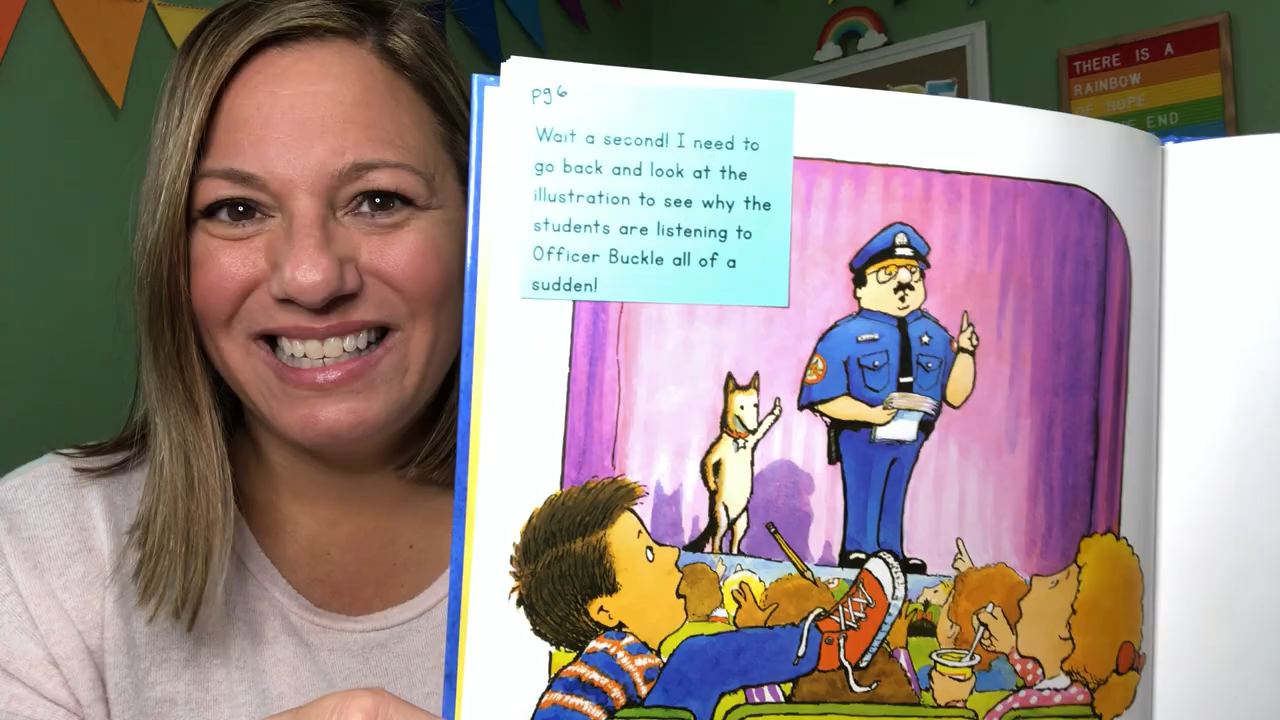 pg 6
Wait a second! I need to
go back and look at the
illustration to see why the
students are listening to
Officer Buckle all of a
sudden!
THERE IS A
RAINBOW
OF HOPE
END